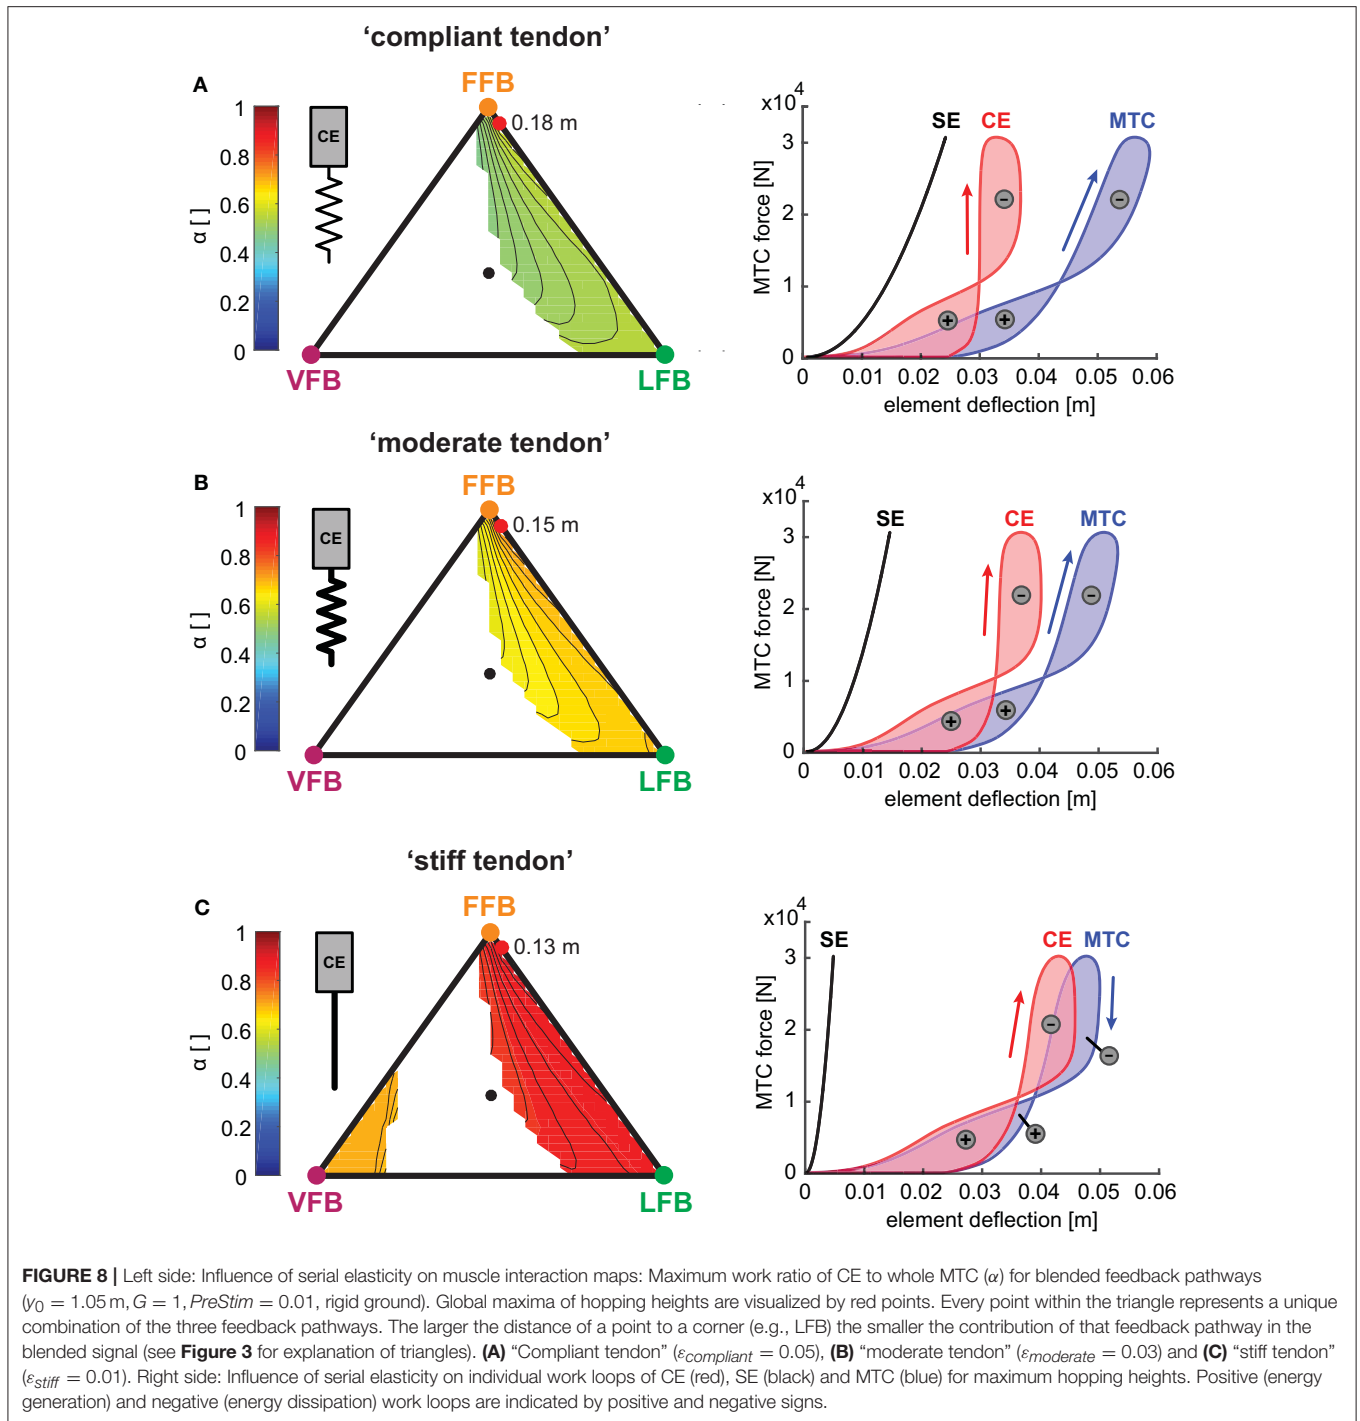 'compliant tendon'
A
FFB
0.18 m
CE
1
0.8
0.6
0.4
0.2
0
α [ ]
VFB
LFB
x10⁴
3
2
1
0
MTC force [N]
SE
CE
MTC
−
−
+
+
0
0.01
0.02
0.03
0.04
0.05
0.06
element deflection [m]
'moderate tendon'
B
FFB
0.15 m
CE
1
0.8
0.6
0.4
0.2
0
α [ ]
VFB
LFB
x10⁴
3
2
1
0
MTC force [N]
SE
CE
MTC
−
−
+
+
0
0.01
0.02
0.03
0.04
0.05
0.06
element deflection [m]
'stiff tendon'
C
FFB
0.13 m
CE
1
0.8
0.6
0.4
0.2
0
α [ ]
VFB
LFB
x10⁴
3
2
1
0
MTC force [N]
SE
CE
MTC
−
−
+
+
0
0.01
0.02
0.03
0.04
0.05
0.06
element deflection [m]
FIGURE 8 | Left side: Influence of serial elasticity on muscle interaction maps: Maximum work ratio of CE to whole MTC (α) for blended feedback pathways
(y₀ = 1.05 m, G = 1, PreStim = 0.01, rigid ground). Global maxima of hopping heights are visualized by red points. Every point within the triangle represents a unique
combination of the three feedback pathways. The larger the distance of a point to a corner (e.g., LFB) the smaller the contribution of that feedback pathway in the
blended signal (see Figure 3 for explanation of triangles). (A) “Compliant tendon” (εcompliant = 0.05), (B) “moderate tendon” (εmoderate = 0.03) and (C) “stiff tendon”
(εstiff = 0.01). Right side: Influence of serial elasticity on individual work loops of CE (red), SE (black) and MTC (blue) for maximum hopping heights. Positive (energy
generation) and negative (energy dissipation) work loops are indicated by positive and negative signs.